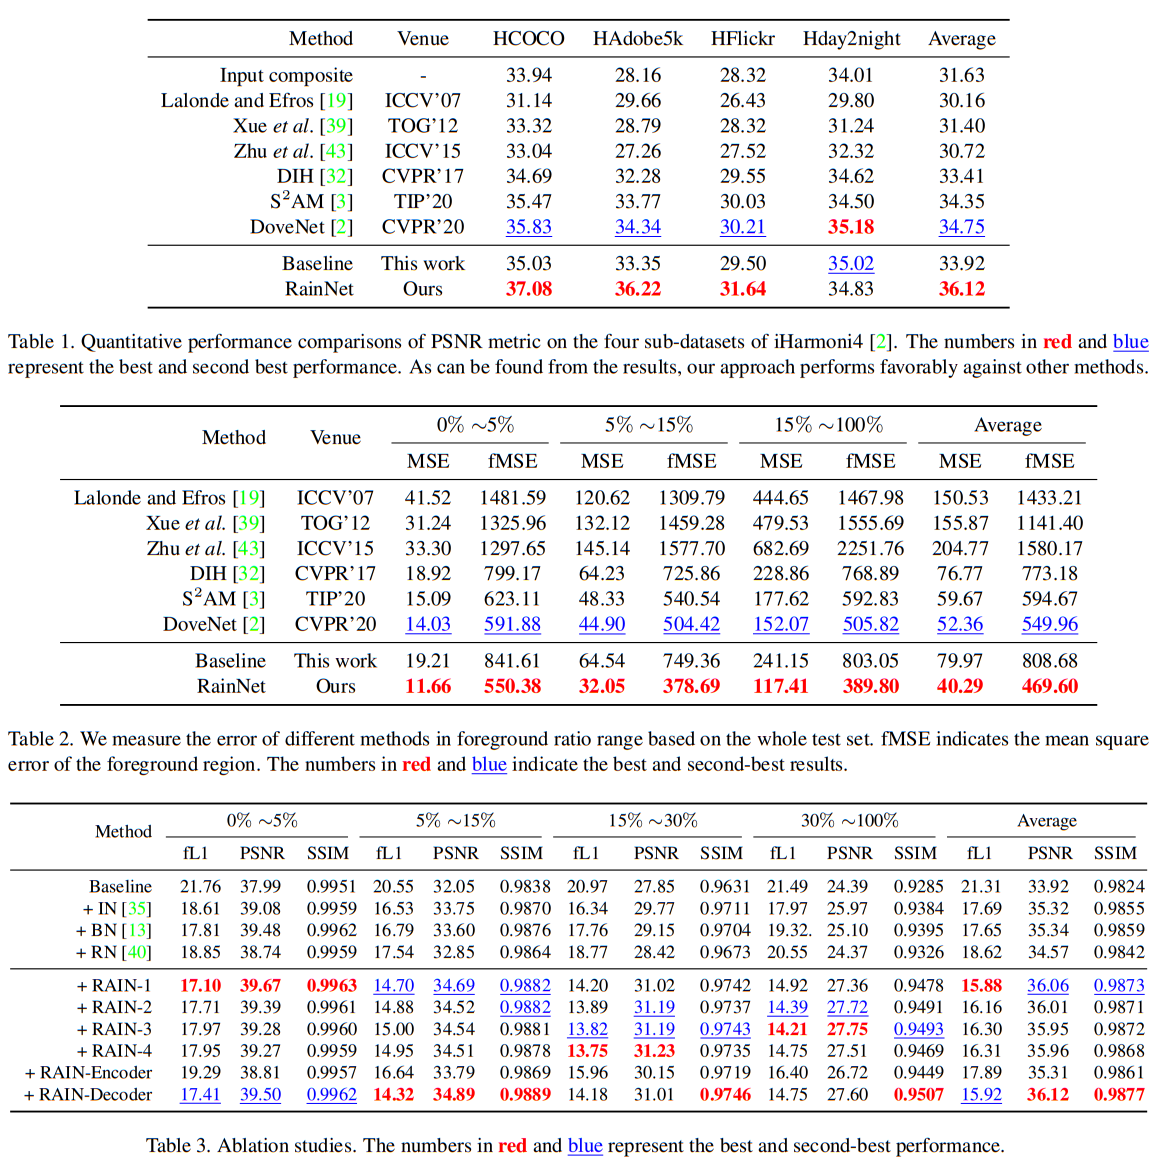 Method Venue HCOCO HAdobe5k HFlickr Hday2night Average
Input composite - 33.94 28.16 28.32 34.01 31.63
Lalonde and Efros [19] ICCV'07 31.14 29.66 26.43 29.80 30.16
Xue et al. [39] TOG'12 33.32 28.79 28.32 31.24 31.40
Zhu et al. [43] ICCV'15 33.04 27.26 27.52 32.32 30.72
DIH [32] CVPR'17 34.69 32.28 29.55 34.62 33.41
S²AM [3] TIP'20 35.47 33.77 30.03 34.50 34.35
DoveNet [2] CVPR'20 35.83 34.34 30.21 35.18 34.75
Baseline This work 35.03 33.35 29.50 35.02 33.92
RainNet Ours 37.08 36.22 31.64 34.83 36.12
Table 1. Quantitative performance comparisons of PSNR metric on the four sub-datasets of iHarmoni4 [2]. The numbers in red and blue
represent the best and second best performance. As can be found from the results, our approach performs favorably against other methods.
Method Venue 0% ∼5% 5% ∼15% 15% ∼100% Average
MSE fMSE MSE fMSE MSE fMSE MSE fMSE
Lalonde and Efros [19] ICCV'07 41.52 1481.59 120.62 1309.79 444.65 1467.98 150.53 1433.21
Xue et al. [39] TOG'12 31.24 1325.96 132.12 1459.28 479.53 1555.69 155.87 1141.40
Zhu et al. [43] ICCV'15 33.30 1297.65 145.14 1577.70 682.69 2251.76 204.77 1580.17
DIH [32] CVPR'17 18.92 799.17 64.23 725.86 228.86 768.89 76.77 773.18
S²AM [3] TIP'20 15.09 623.11 48.33 540.54 177.62 592.83 59.67 594.67
DoveNet [2] CVPR'20 14.03 591.88 44.90 504.42 152.07 505.82 52.36 549.96
Baseline This work 19.21 841.61 64.54 749.36 241.15 803.05 79.97 808.68
RainNet Ours 11.66 550.38 32.05 378.69 117.41 389.80 40.29 469.60
Table 2. We measure the error of different methods in foreground ratio range based on the whole test set. fMSE indicates the mean square
error of the foreground region. The numbers in red and blue indicate the best and second-best results.
Method 0% ∼5% 5% ∼15% 15% ∼30% 30% ∼100% Average
fL1 PSNR SSIM fL1 PSNR SSIM fL1 PSNR SSIM fL1 PSNR SSIM fL1 PSNR SSIM
Baseline 21.76 37.99 0.9951 20.55 32.05 0.9838 20.97 27.85 0.9631 21.49 24.39 0.9285 21.31 33.92 0.9824
+ IN [35] 18.61 39.08 0.9959 16.53 33.75 0.9870 16.34 29.77 0.9711 17.97 25.97 0.9384 17.69 35.32 0.9855
+ BN [13] 17.81 39.48 0.9962 16.79 33.60 0.9876 17.76 29.15 0.9704 19.32. 25.10 0.9395 17.65 35.34 0.9859
+ RN [40] 18.85 38.74 0.9959 17.54 32.85 0.9864 18.77 28.42 0.9673 20.55 24.37 0.9326 18.62 34.57 0.9842
+ RAIN-1 17.10 39.67 0.9963 14.70 34.69 0.9882 14.20 31.02 0.9742 14.92 27.36 0.9478 15.88 36.06 0.9873
+ RAIN-2 17.71 39.39 0.9961 14.88 34.52 0.9882 13.89 31.19 0.9737 14.39 27.72 0.9491 16.16 36.01 0.9871
+ RAIN-3 17.97 39.28 0.9960 15.00 34.54 0.9881 13.82 31.19 0.9743 14.21 27.75 0.9493 16.30 35.95 0.9872
+ RAIN-4 17.95 39.27 0.9959 14.95 34.51 0.9878 13.75 31.23 0.9735 14.75 27.51 0.9469 16.31 35.96 0.9868
+ RAIN-Encoder 19.29 38.81 0.9957 16.64 33.79 0.9869 15.96 30.15 0.9719 16.40 26.72 0.9449 17.89 35.31 0.9861
+ RAIN-Decoder 17.41 39.50 0.9962 14.32 34.89 0.9889 14.18 31.01 0.9746 14.75 27.60 0.9507 15.92 36.12 0.9877
Table 3. Ablation studies. The numbers in red and blue represent the best and second-best performance.